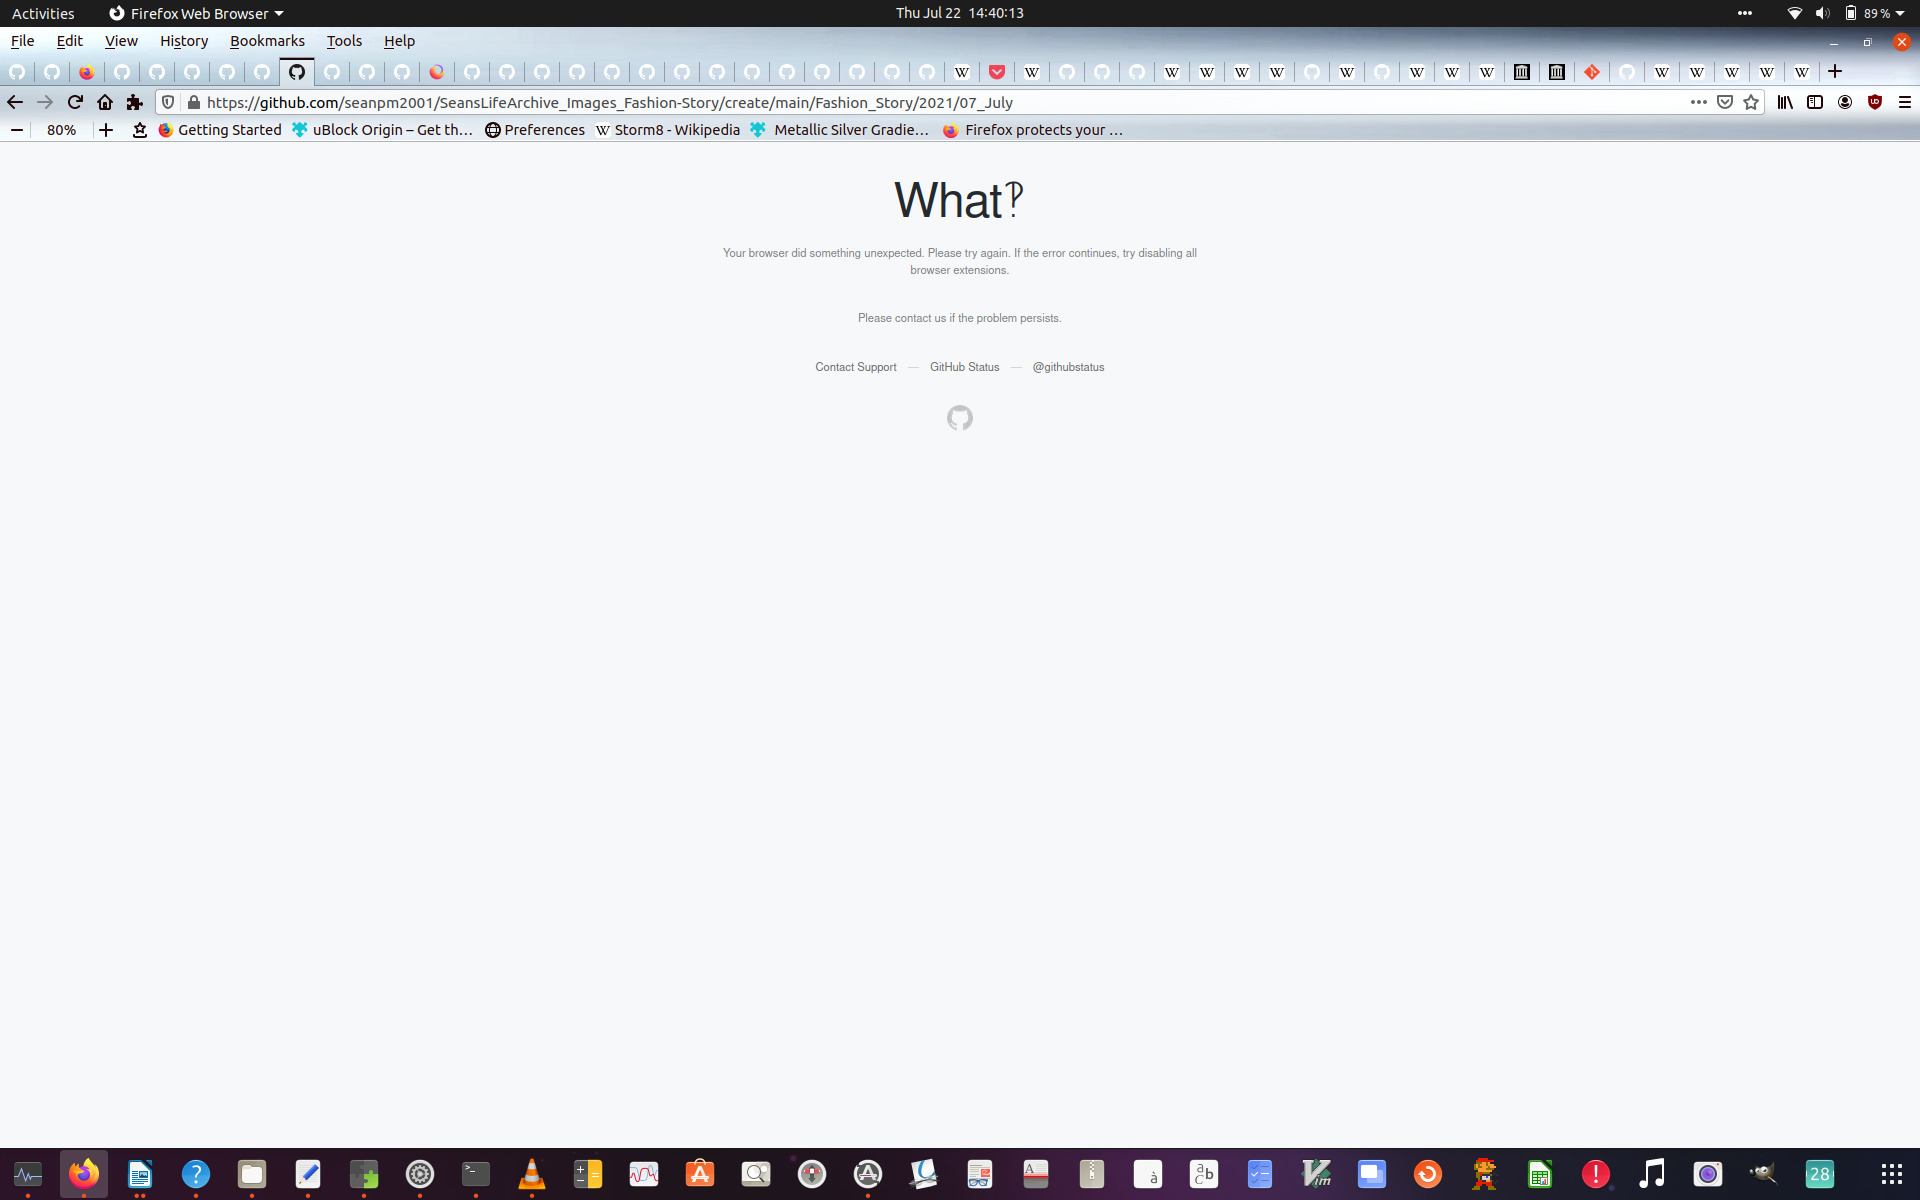 Activities Firefox Web Browser Thu Jul 22 14:40:13 89 %
File Edit View History Bookmarks Tools Help
https://github.com/seanpm2001/SeansLifeArchive_Images_Fashion-Story/create/main/Fashion_Story/2021/07_July
80% Getting Started uBlock Origin – Get th… Preferences Storm8 - Wikipedia Metallic Silver Gradie… Firefox protects your …
What‽
Your browser did something unexpected. Please try again. If the error continues, try disabling all
browser extensions.
Please contact us if the problem persists.
Contact Support — GitHub Status — @githubstatus
28